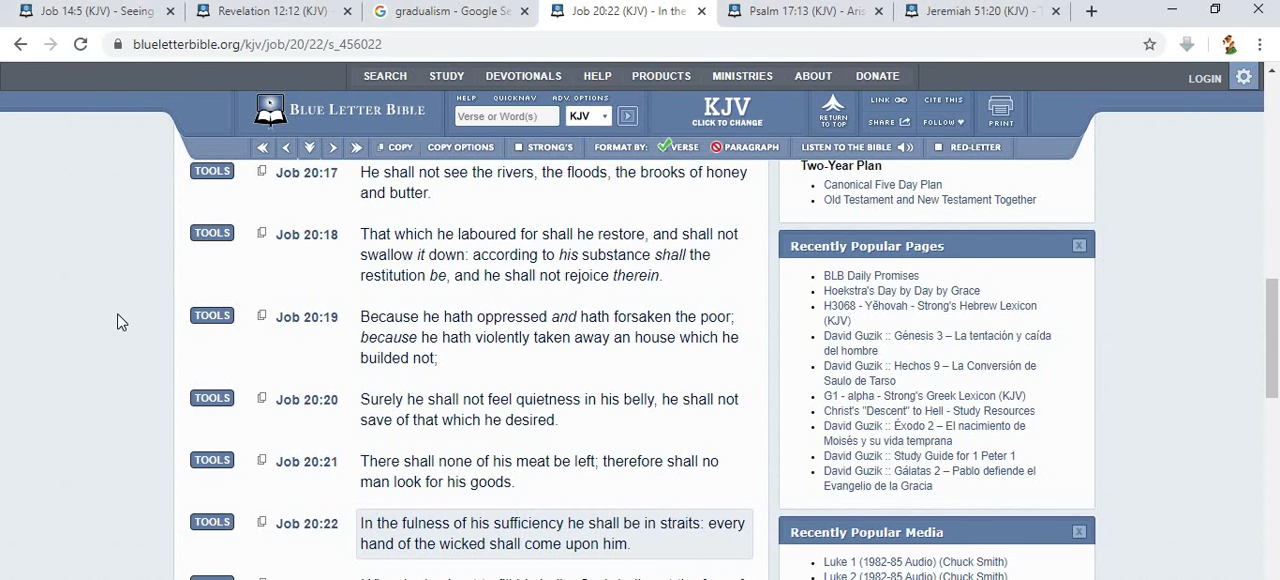 Job 14:5 (KJV) - Seeing
Revelation 12:12 (KJV) -
gradualism - Google Se
Job 20:22 (KJV) - In the
Psalm 17:13 (KJV) - Aris
Jeremiah 51:20 (KJV) - T
blueletterbible.org/kjv/job/20/22/s_456022
SEARCH STUDY DEVOTIONALS HELP PRODUCTS MINISTRIES ABOUT DONATE
LOGIN
BLUE LETTER BIBLE
HELP QUICKNAV ADV. OPTIONS
Verse or Word(s) KJV
KJV
CLICK TO CHANGE
RETURN
TO TOP
LINK CITE THIS
SHARE FOLLOW
PRINT
COPY COPY OPTIONS STRONG'S FORMAT BY: VERSE PARAGRAPH LISTEN TO THE BIBLE RED-LETTER
TOOLS Job 20:17 He shall not see the rivers, the floods, the brooks of honey
and butter.
TOOLS Job 20:18 That which he laboured for shall he restore, and shall not
swallow it down: according to his substance shall the
restitution be, and he shall not rejoice therein.
TOOLS Job 20:19 Because he hath oppressed and hath forsaken the poor;
because he hath violently taken away an house which he
builded not;
TOOLS Job 20:20 Surely he shall not feel quietness in his belly, he shall not
save of that which he desired.
TOOLS Job 20:21 There shall none of his meat be left; therefore shall no
man look for his goods.
TOOLS Job 20:22 In the fulness of his sufficiency he shall be in straits: every
hand of the wicked shall come upon him.
Two-Year Plan
Canonical Five Day Plan
Old Testament and New Testament Together
Recently Popular Pages
BLB Daily Promises
Hoekstra's Day by Day by Grace
H3068 - Yĕhovah - Strong's Hebrew Lexicon
(KJV)
David Guzik :: Génesis 3 – La tentación y caída
del hombre
David Guzik :: Hechos 9 – La Conversión de
Saulo de Tarso
G1 - alpha - Strong's Greek Lexicon (KJV)
Christ's "Descent" to Hell - Study Resources
David Guzik :: Éxodo 2 – El nacimiento de
Moisés y su vida temprana
David Guzik :: Study Guide for 1 Peter 1
David Guzik :: Gálatas 2 – Pablo defiende el
Evangelio de la Gracia
Recently Popular Media
Luke 1 (1982-85 Audio) (Chuck Smith)
Luke 2 (1982-85 Audio) (Chuck Smith)